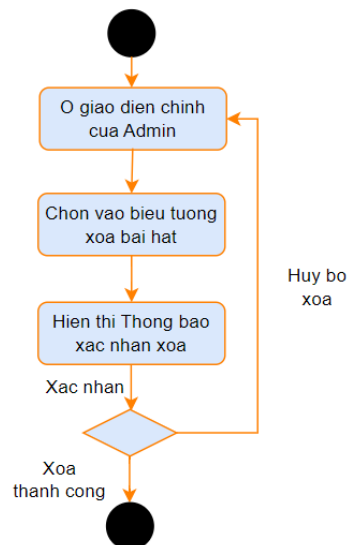 O giao dien chinh
cua Admin
Chon vao bieu tuong
xoa bai hat
Hien thi Thong bao
xac nhan xoa
Huy bo
xoa
Xac nhan
Xoa
thanh cong